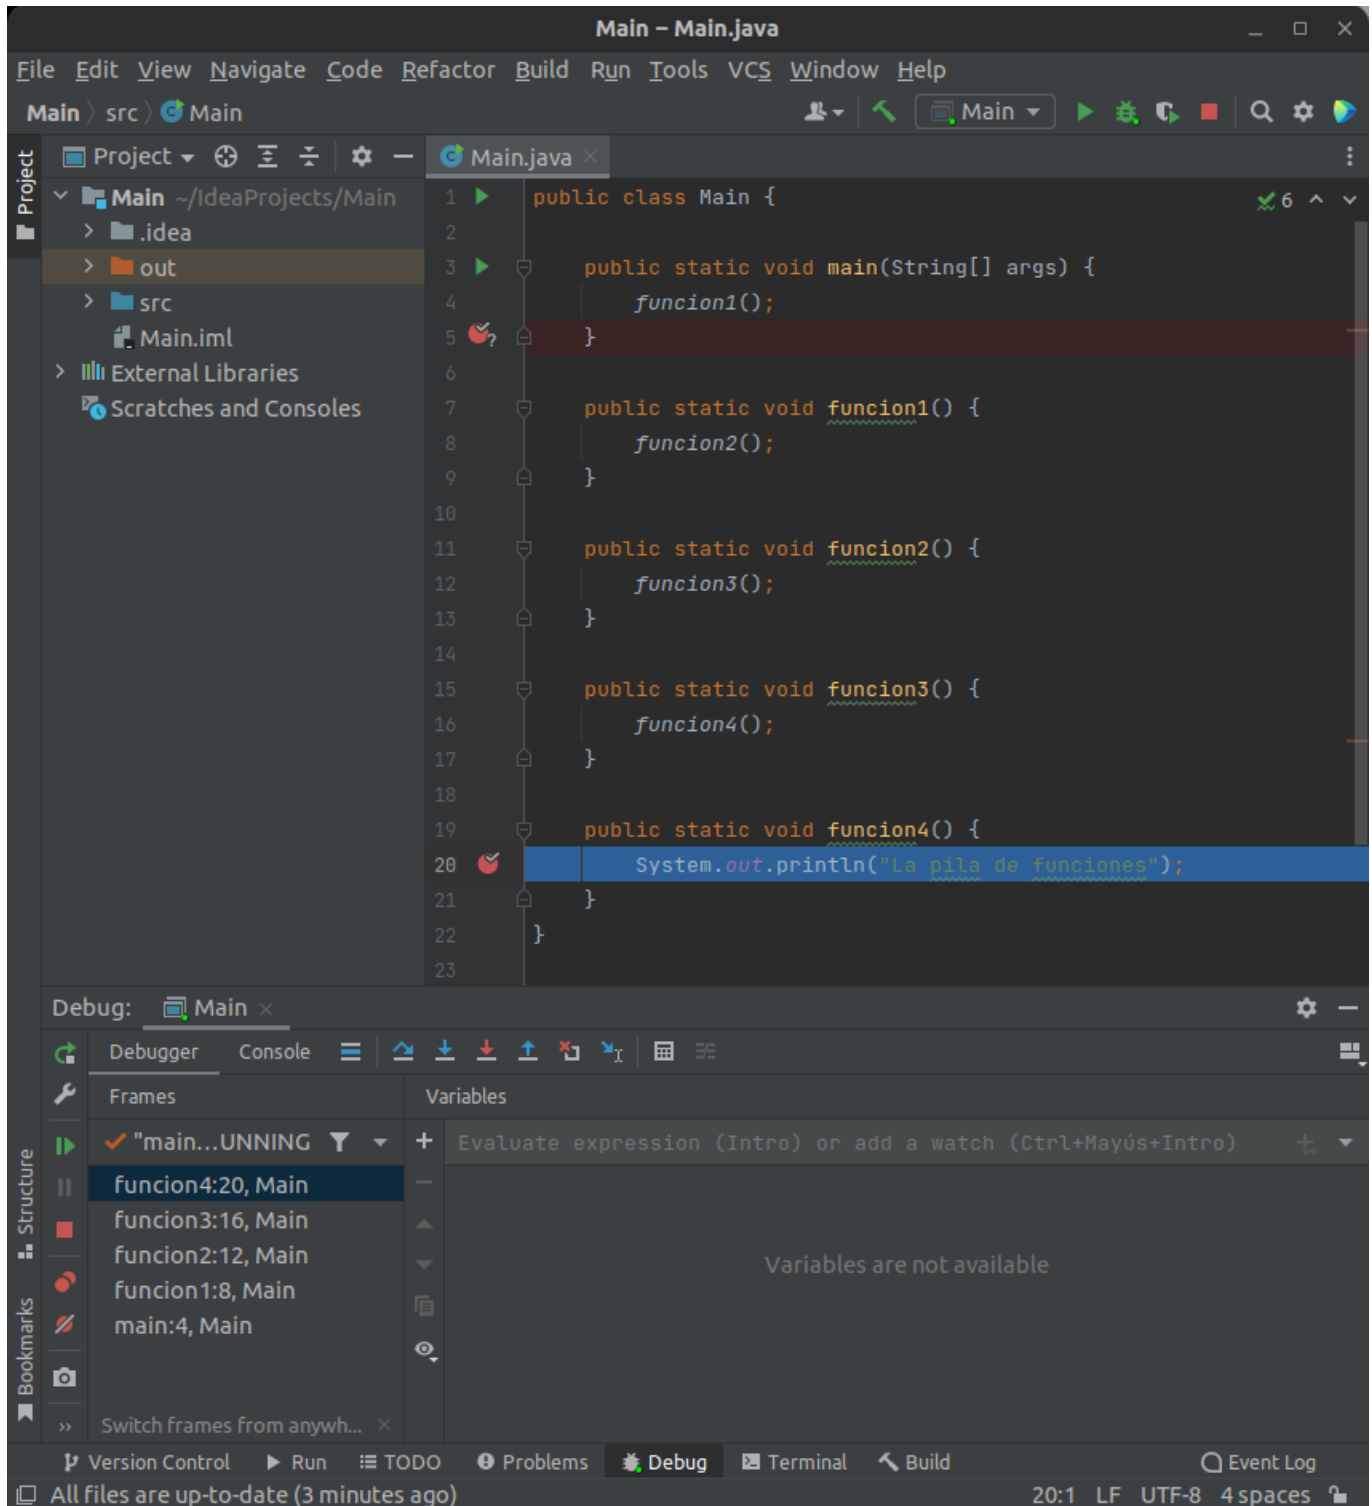 Main – Main.java
File Edit View Navigate Code Refactor Build Run Tools VCS Window Help
Main src Main
Main
Project
Project
Main.java
Main ~/IdeaProjects/Main
.idea
out
src
Main.iml
External Libraries
Scratches and Consoles
6
1 public class Main {
2
3 public static void main(String[] args) {
4 funcion1();
5 }
6
7 public static void funcion1() {
8 funcion2();
9 }
10
11 public static void funcion2() {
12 funcion3();
13 }
14
15 public static void funcion3() {
16 funcion4();
17 }
18
19 public static void funcion4() {
20 System.out.println("La pila de funciones");
21 }
22 }
23
Debug: Main
Debugger Console
Frames Variables
"main...UNNING
Evaluate expression (Intro) or add a watch (Ctrl+Mayús+Intro)
funcion4:20, Main
funcion3:16, Main
funcion2:12, Main
funcion1:8, Main
main:4, Main
Variables are not available
Switch frames from anywh...
Structure
Bookmarks
Version Control Run TODO Problems Debug Terminal Build Event Log
All files are up-to-date (3 minutes ago) 20:1 LF UTF-8 4 spaces